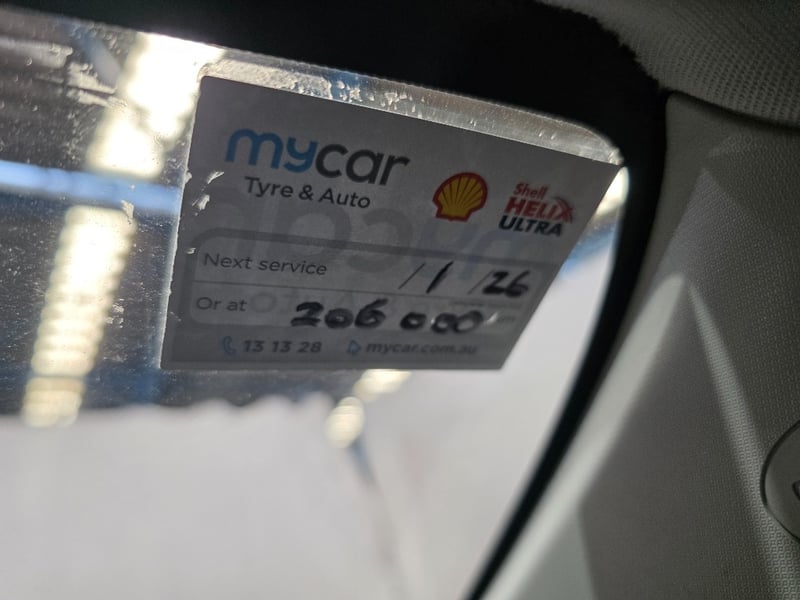 mycar
Tyre & Auto
Shell
HELIX
ULTRA
Next service /1/26
Or at 206 000 km
13 13 28 mycar.com.au